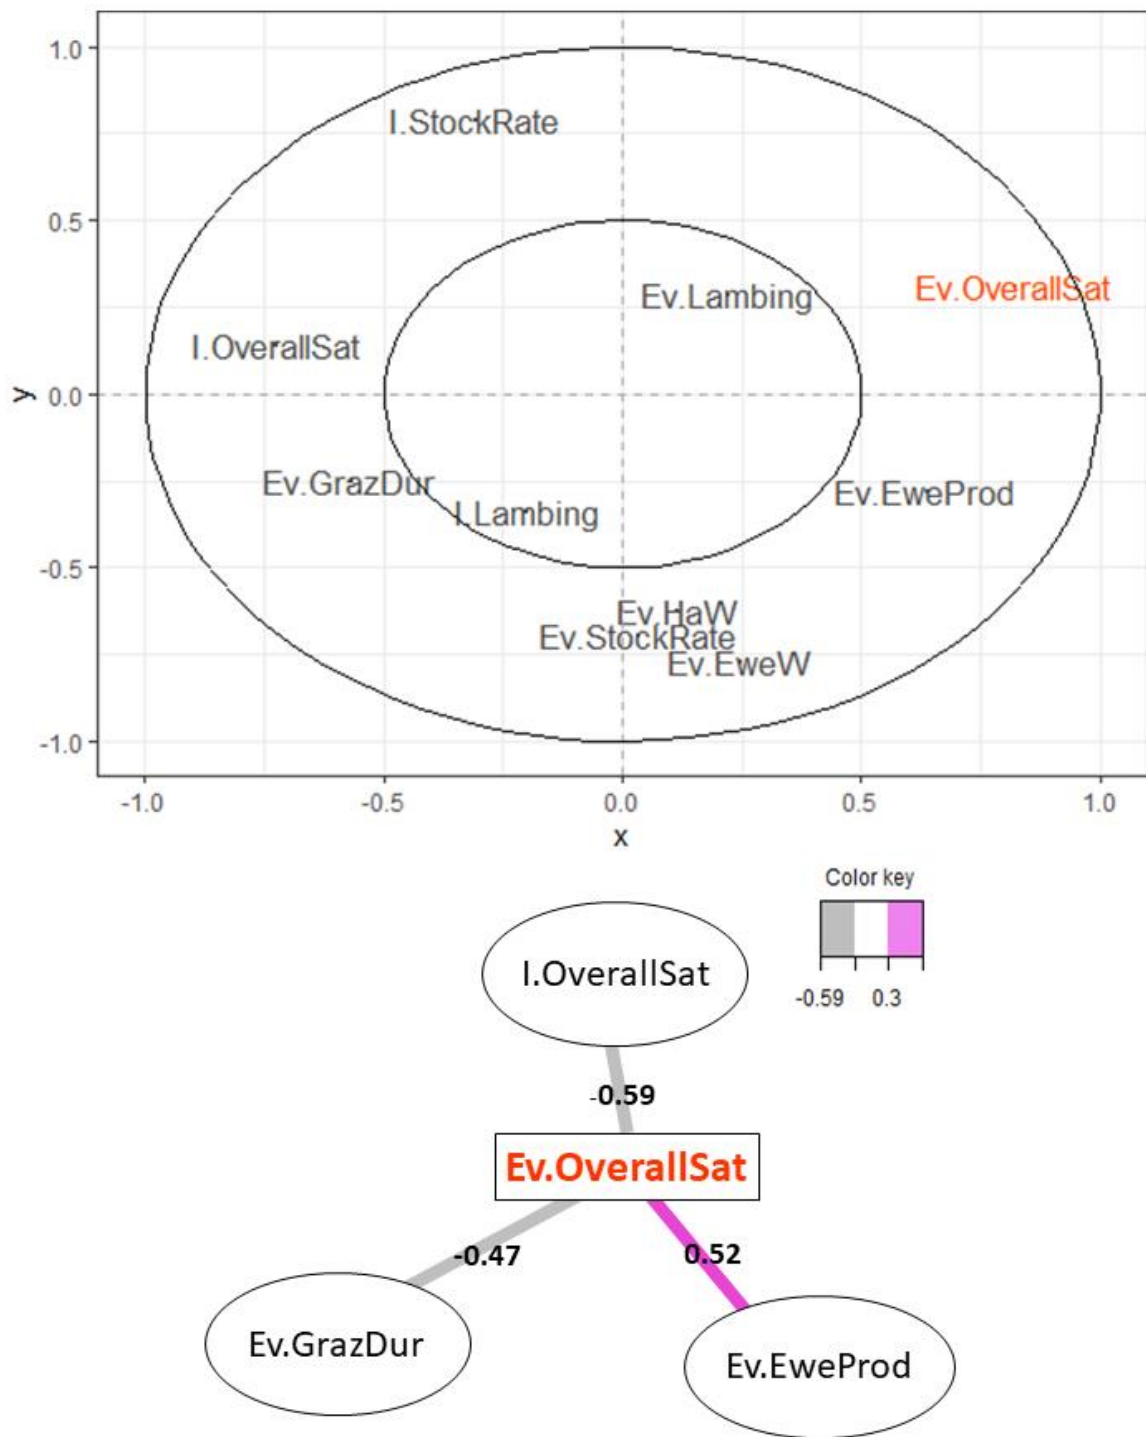 1.0
I.StockRate
0.5
Ev.Lambing
Ev.OverallSat
I.OverallSat
y
0.0
Ev.GrazDur
Ev.EweProd
I.Lambing
-0.5
Ev.HaW
Ev.StockRate
Ev.EweW
-1.0
-1.0 -0.5 0.0 0.5 1.0
x
Color key
-0.59 0.3
I.OverallSat
-0.59
Ev.OverallSat
-0.47
0.52
Ev.GrazDur
Ev.EweProd